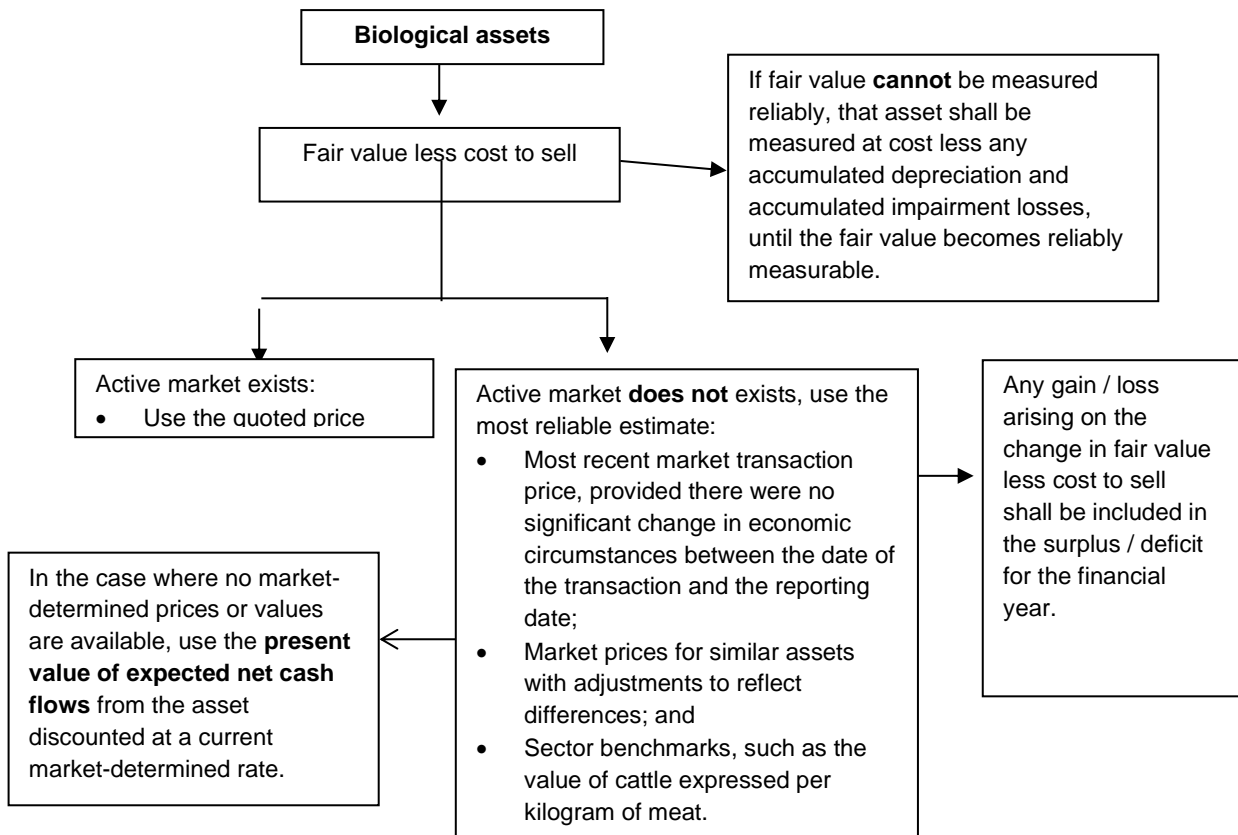 Biological assets
If fair value cannot be measured
reliably, that asset shall be
measured at cost less any
accumulated depreciation and
accumulated impairment losses,
until the fair value becomes reliably
measurable.
Fair value less cost to sell
Active market exists:
• Use the quoted price
Active market does not exists, use the
most reliable estimate:
• Most recent market transaction
price, provided there were no
significant change in economic
circumstances between the date of
the transaction and the reporting
date;
• Market prices for similar assets
with adjustments to reflect
differences; and
• Sector benchmarks, such as the
value of cattle expressed per
kilogram of meat.
Any gain / loss
arising on the
change in fair value
less cost to sell
shall be included in
the surplus / deficit
for the financial
year.
In the case where no market-
determined prices or values
are available, use the present
value of expected net cash
flows from the asset
discounted at a current
market-determined rate.